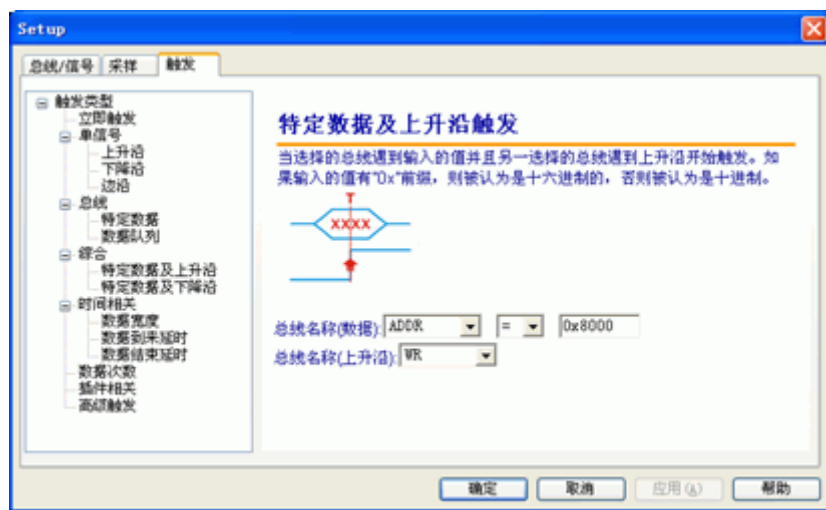 Setup
总线/信号 采样 触发
触发类型
立即触发
单信号
上升沿
下降沿
边沿
总线
特定数据
数据队列
综合
特定数据及上升沿
特定数据及下降沿
时间相关
数据宽度
数据到来延时
数据结束延时
数据次数
插件相关
高级触发
特定数据及上升沿触发
当选择的总线遇到输入的值并且另一选择的总线遇到上升沿开始触发。如
果输入的值有"0x"前缀，则被认为是十六进制的，否则被认为是十进制。
T
XXXX
总线名称(数据): ADDR = 0x8000
总线名称(上升沿): WR
确定 取消 应用(A) 帮助